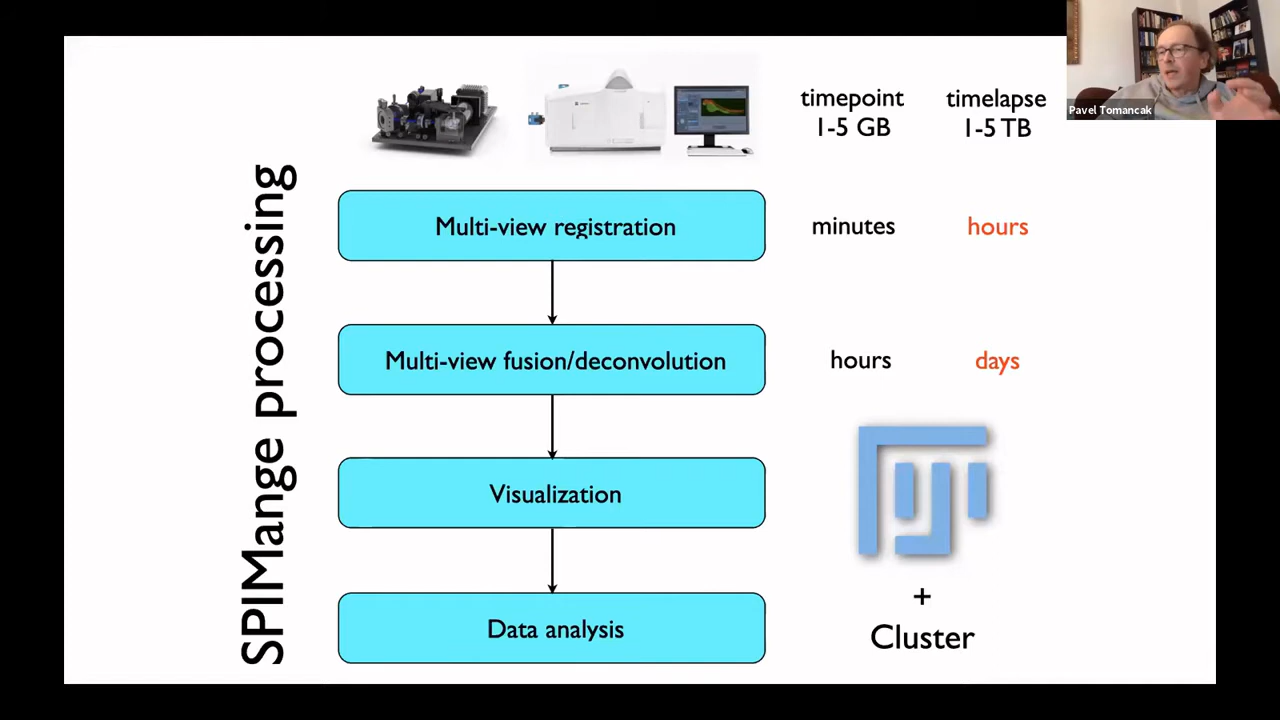 timepoint
1-5 GB
timelapse
1-5 TB
Pavel Tomancak
SPIMange processing
Multi-view registration
minutes
hours
Multi-view fusion/deconvolution
hours
days
Visualization
Data analysis
+
Cluster